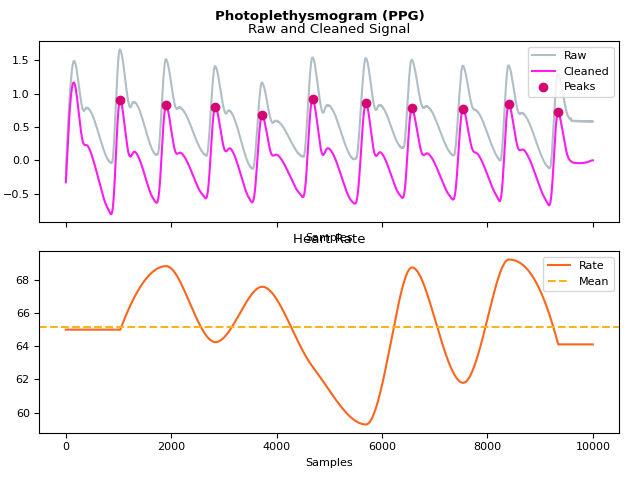 Photoplethysmogram (PPG)
Raw and Cleaned Signal
1.5
1.0
0.5
0.0
−0.5
Raw
Cleaned
Peaks
Samples
Heart Rate
68
66
64
62
60
Rate
Mean
0 2000 4000 6000 8000 10000
Samples